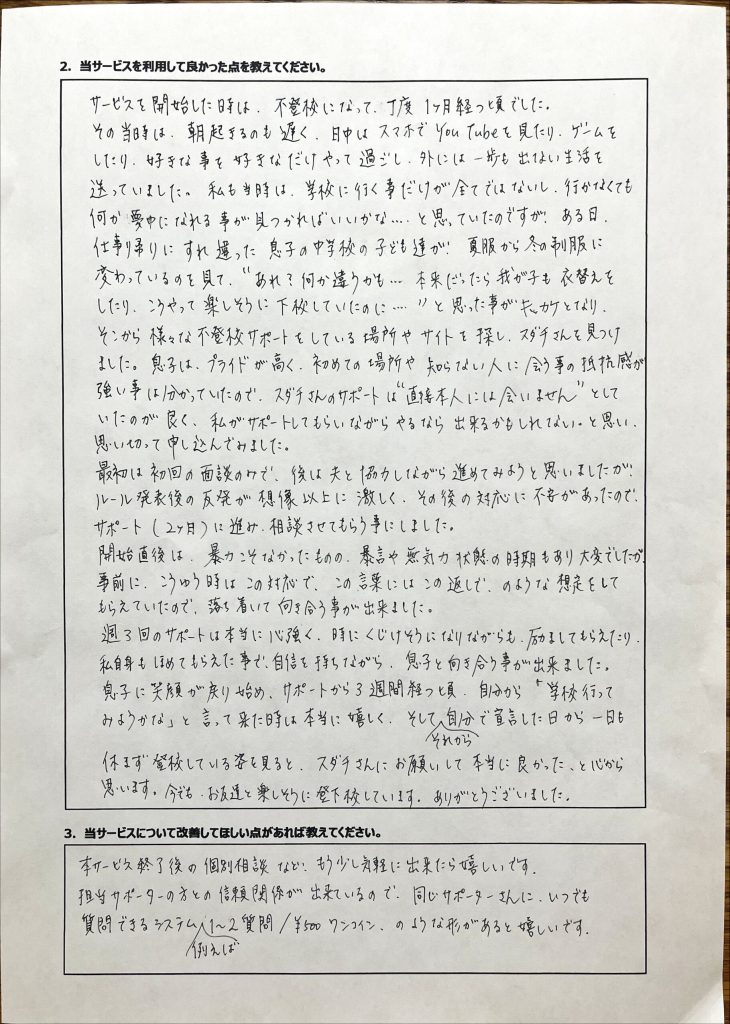 2. 当サービスを利用して良かった点を教えてください。
サービスを開始した時は、不登校になって、丁度1ヶ月経つ頃でした。
その当時は、朝起きるのも遅く、日中はスマホでYouTubeを見たり、ゲームを
したり、好きな事を好きなだけやって過ごし、外には一歩も出ない生活を
送っていました。私も当時は、学校に行く事だけが全てではないし、行かなくても
何か夢中になれる事が見つかればいいかな…. と思っていたのですが、ある日、
仕事帰りにすれ違った息子の中学校の子ども達が、夏服から冬の制服に
変わっているのを見て、“あれ？何か違うかも… 本来だったら我が子も衣替えを
したり、こうやって楽しそうに下校していたのに….”と思った事がキッカケとなり、
そこから様々な不登校サポートをしている場所やサイトを探し、スダチさんを見つけ
ました。息子は、プライドが高く、初めての場所や知らない人に会う事の抵抗感が
強い事は分かっていたので、スダチさんのサポートは“直接本人には会いません”として
いたのが良く、私がサポートしてもらいながらやるなら出来るかもしれない。と思い、
思い切って申し込んでみました。
最初は初回の面談のみで、後は夫と協力しながら進めてみようと思いましたが、
ルール発表後の反発が想像以上に激しく、その後の対応に不安があったので、
サポート（2ヶ月）に進み、相談させてもらう事にしました。
開始直後は、暴力こそなかったものの、暴言や無気力状態の時期もあり大変でしたが、
事前に、こうゆう時はこの対応で、この言葉にはこの返しで、のような想定をして
もらえていたので、落ち着いて向き合う事が出来ました。
週3回のサポートは本当に心強く、時にくじけそうになりながらも、励ましてもらえたり、
私自身もほめてもらえた事で、自信を持ちながら、息子と向き合う事が出来ました。
息子に笑顔が戻り始め、サポートから3週間経つ頃、自分から「学校行って
みようかな」と言って来た時は本当に嬉しく、そしてそれから自分で宣言した日から一日も
休まず登校している姿を見ると、スダチさんにお願いして本当に良かった、と心から
思います。今でも、お友達と楽しそうに登下校しています。ありがとうございました。
3. 当サービスについて改善してほしい点があれば教えてください。
本サービス終了後の個別相談など、もう少し気軽に出来たら嬉しいです。
担当サポーターの方との信頼関係が出来ているので、同じサポーターさんに、いつでも
質問できるシステム、例えば1〜2質問/¥500 ワンコイン、のような形があると嬉しいです。